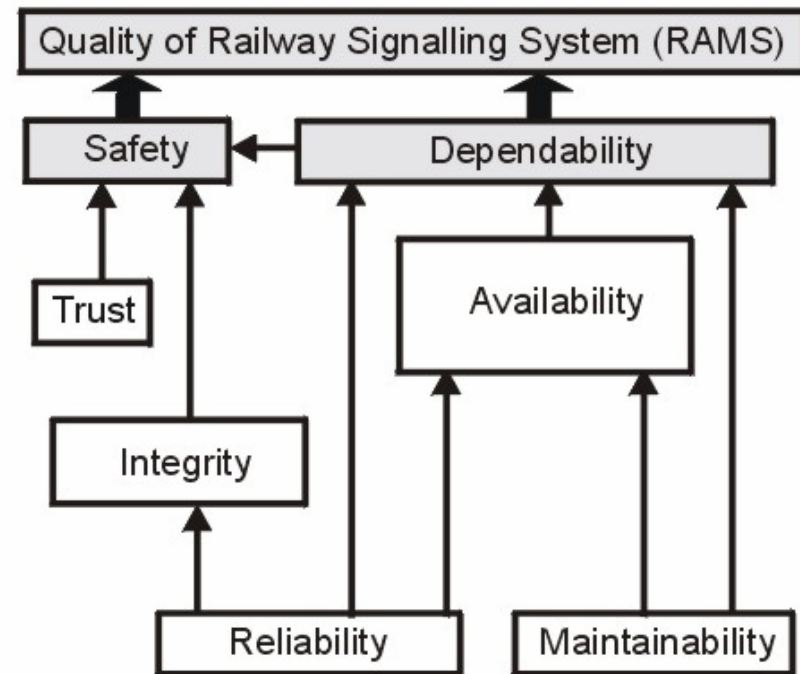 Quality of Railway Signalling System (RAMS)
Safety
Dependability
Trust
Availability
Integrity
Reliability
Maintainability